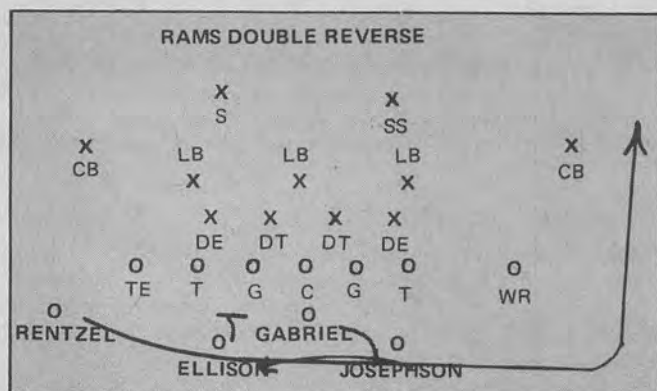 RAMS DOUBLE REVERSE
X X
S SS
X X
CB LB LB LB CB
X X X
X X X X
DE DT DT DE
O O O O O O O
TE T G C G T WR
O O
RENTZEL GABRIEL
O O
ELLISON JOSEPHSON